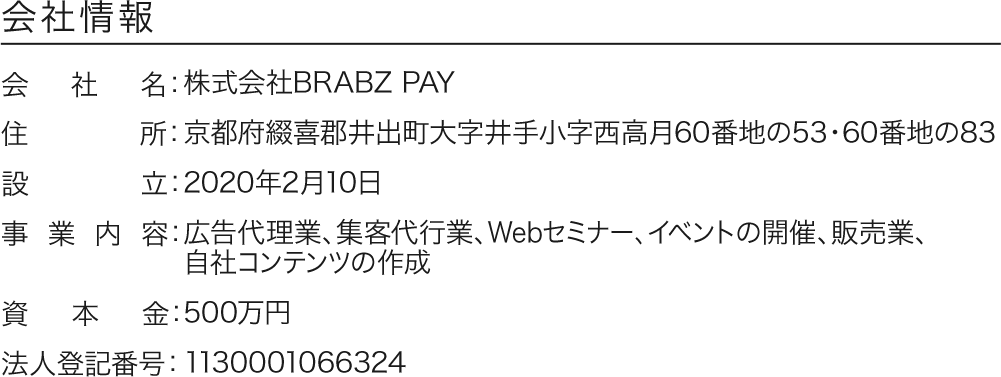 会社情報
会社名：株式会社BRABZ PAY
住所：京都府綴喜郡井出町大字井手小字西高月60番地の53・60番地の83
設立：2020年2月10日
事業内容：広告代理業、集客代行業、Webセミナー、イベントの開催、販売業、
自社コンテンツの作成
資本金：500万円
法人登記番号：1130001066324